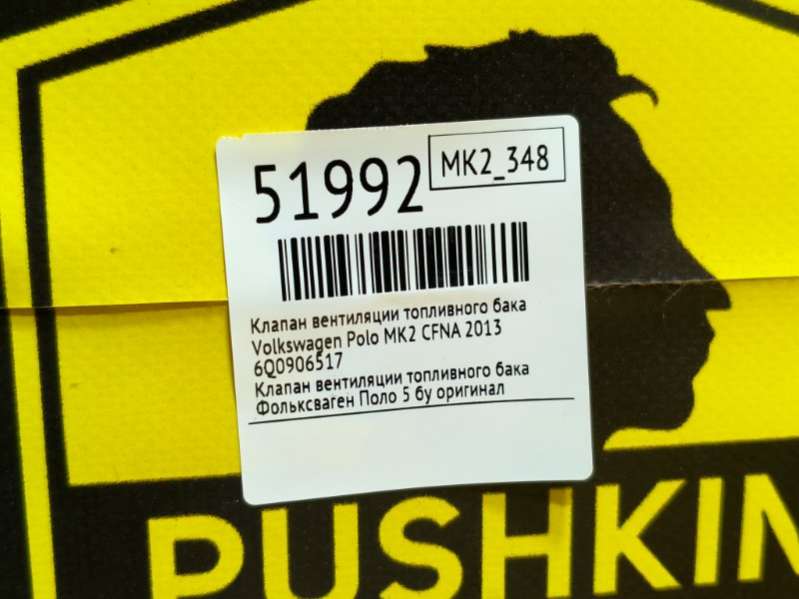 51992
MK2_348
Клапан вентиляции топливного бака
Volkswagen Polo MK2 CFNA 2013
6Q0906517
Клапан вентиляции топливного бака
Фольксваген Поло 5 бу оригинал
PUSHKIN